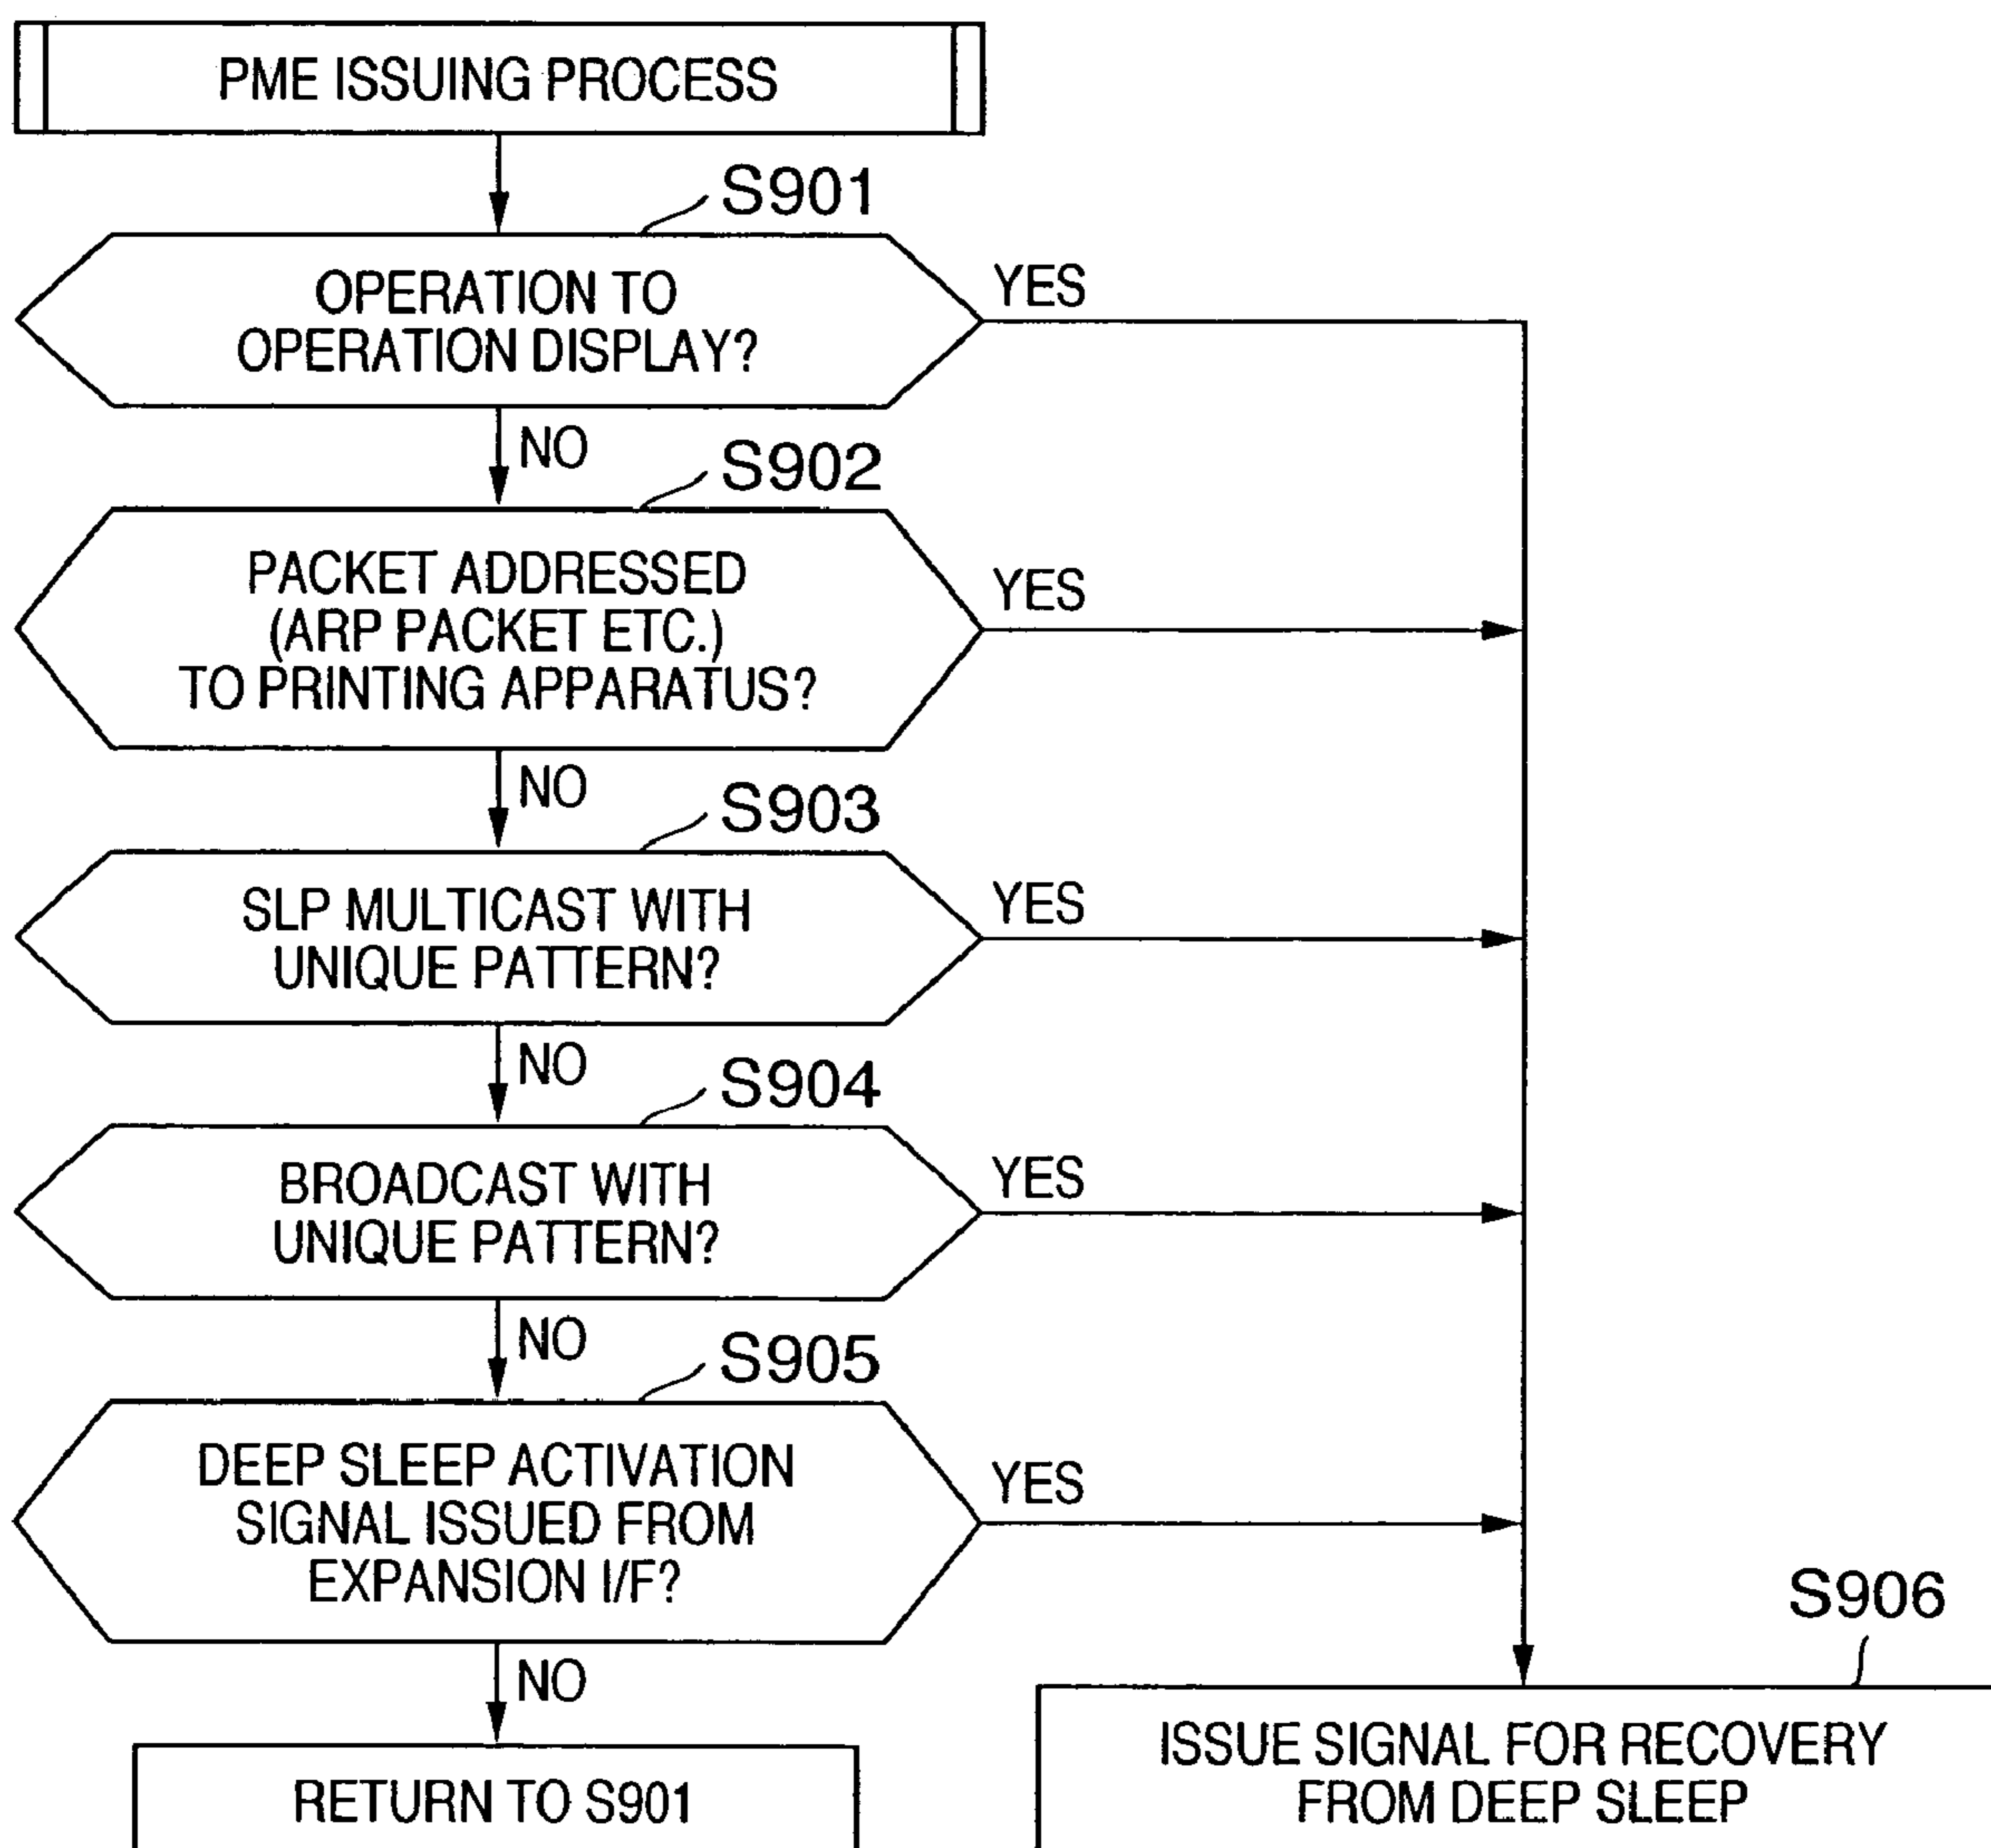 PME ISSUING PROCESS
S901
OPERATION TO
OPERATION DISPLAY?
YES
NO
S902
PACKET ADDRESSED
(ARP PACKET ETC.)
TO PRINTING APPARATUS?
YES
NO
S903
SLP MULTICAST WITH
UNIQUE PATTERN?
YES
NO
S904
BROADCAST WITH
UNIQUE PATTERN?
YES
NO
S905
DEEP SLEEP ACTIVATION
SIGNAL ISSUED FROM
EXPANSION I/F?
YES
NO
RETURN TO S901
S906
ISSUE SIGNAL FOR RECOVERY
FROM DEEP SLEEP